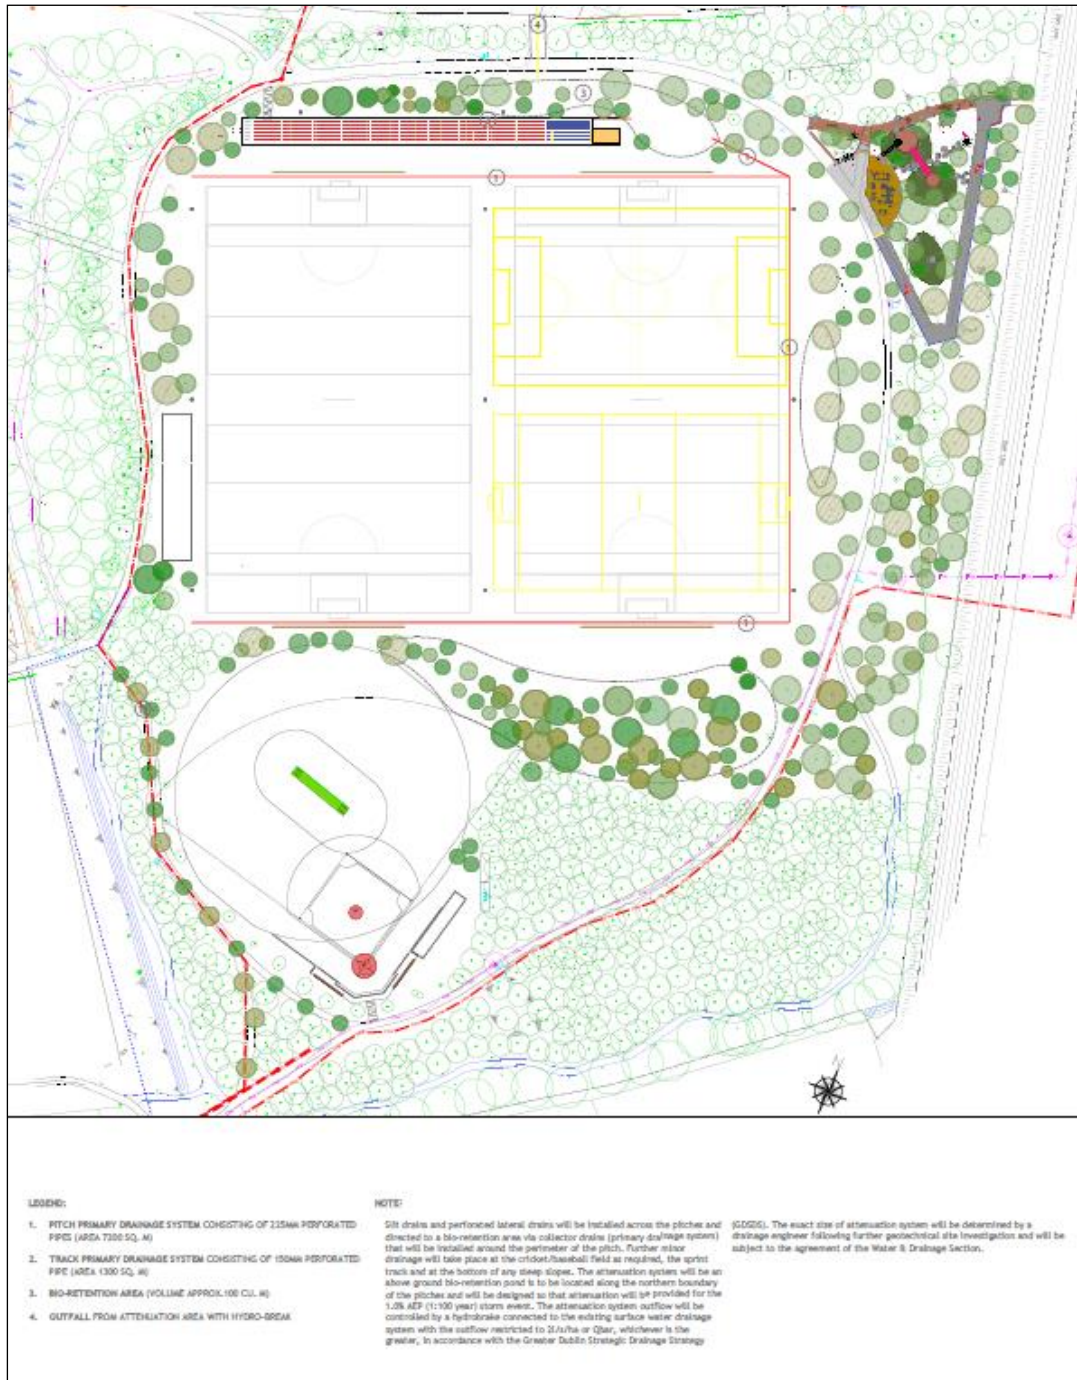 4
3
1
1
1
1
LEGEND:
1. PITCH PRIMARY DRAINAGE SYSTEM CONSISTING OF 225MM PERFORATED
PIPES (AREA 7200 SQ. M)
2. TRACK PRIMARY DRAINAGE SYSTEM CONSISTING OF 150MM PERFORATED
PIPE (AREA 1300 SQ. M)
3. BIO-RETENTION AREA (VOLUME APPROX.100 CU. M)
4. OUTFALL FROM ATTENUATION AREA WITH HYDRO-BREAK
NOTE:
Slit drains and perforated lateral drains will be installed across the pitches and
directed to a bio-retention area via collector drains (primary drainage system)
that will be installed around the perimeter of the pitch. Further minor
drainage will take place at the cricket/baseball field as required, the sprint
track and at the bottom of any steep slopes. The attenuation system will be an
above ground bio-retention pond is to be located along the northern boundary
of the pitches and will be designed so that attenuation will be provided for the
1.0% AEP (1:100 year) storm event. The attenuation system outflow will be
controlled by a hydrobrake connected to the existing surface water drainage
system with the outflow restricted to 2l/s/ha or Qbar, whichever is the
greater, in accordance with the Greater Dublin Strategic Drainage Strategy
(GDSDS). The exact size of attenuation system will be determined by a
drainage engineer following further geotechnical site investigation and will be
subject to the agreement of the Water & Drainage Section.